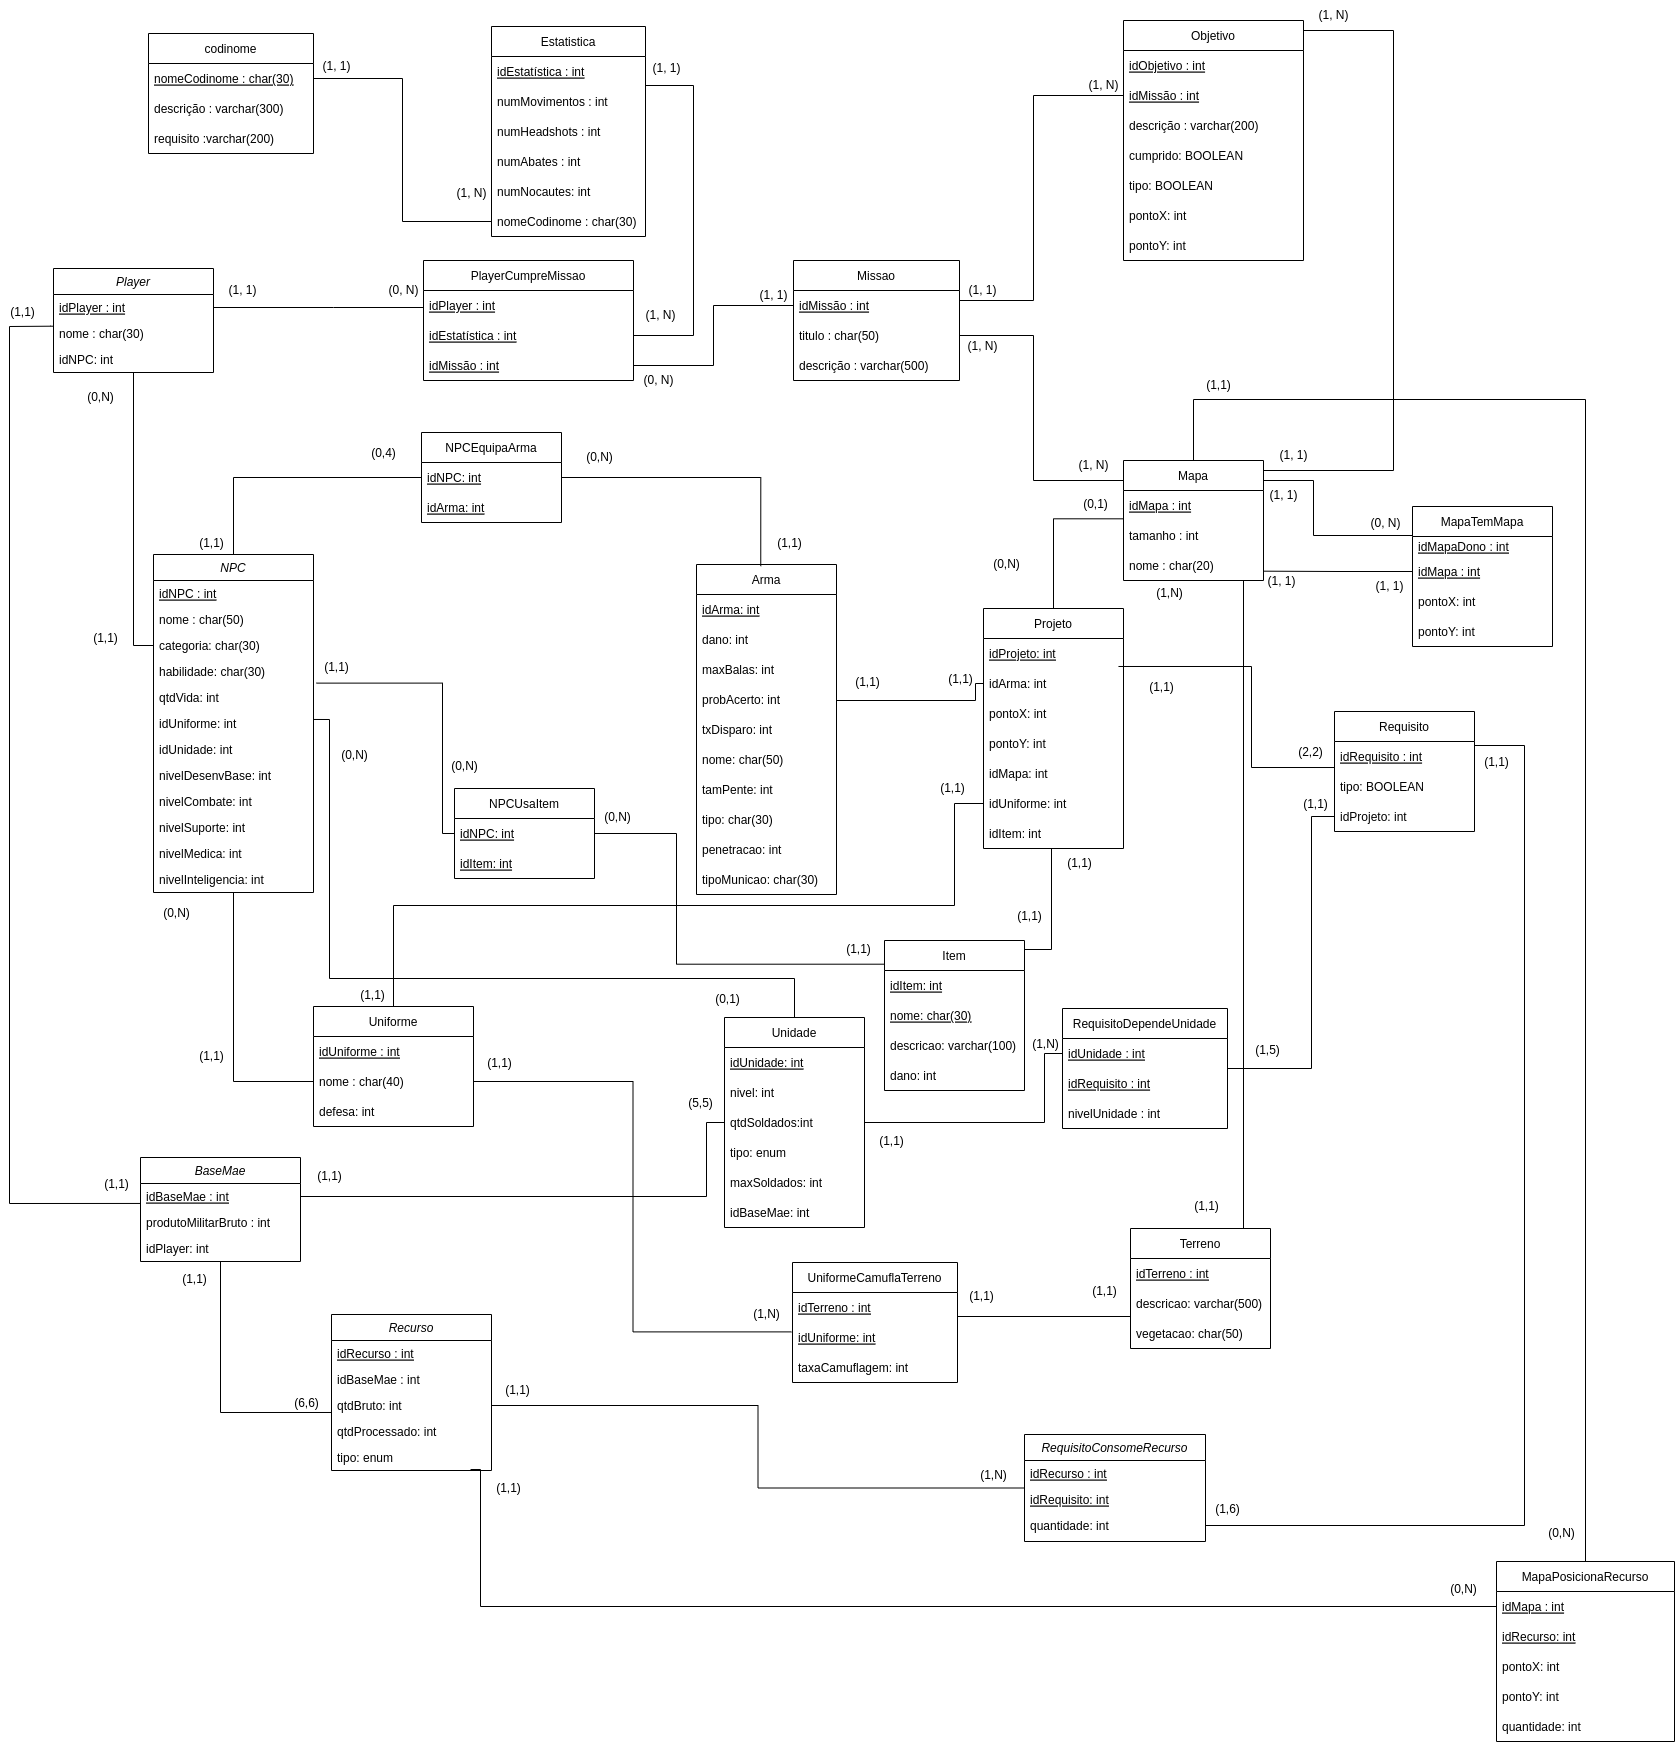 codinome
nomeCodinome : char(30)
descrição : varchar(300)
requisito :varchar(200)
(1, 1)
(1, N)
Estatistica
idEstatística : int
numMovimentos : int
numHeadshots : int
numAbates : int
numNocautes: int
nomeCodinome : char(30)
(1, 1)
(1, N)
Objetivo
idObjetivo : int
idMissão : int
descrição : varchar(200)
cumprido: BOOLEAN
tipo: BOOLEAN
pontoX: int
pontoY: int
(1, N)
Player
idPlayer : int
nome : char(30)
idNPC: int
(1,1)
(1, 1)
(0, N)
(0,N)
PlayerCumpreMissao
idPlayer : int
idEstatística : int
idMissão : int
(1, N)
(0, N)
(1, 1)
Missao
idMissão : int
titulo : char(50)
descrição : varchar(500)
(1, 1)
(1, N)
(1,1)
(0,4)
NPCEquipaArma
idNPC: int
idArma: int
(0,N)
(1,1)
(1, N)
Mapa
idMapa : int
tamanho : int
nome : char(20)
(1, 1)
(1, 1)
(0,1)
(1, 1)
(1,N)
(0, N)
(1, 1)
MapaTemMapa
idMapaDono : int
idMapa : int
pontoX: int
pontoY: int
(1,1)
(1,1)
NPC
idNPC : int
nome : char(50)
categoria: char(30)
habilidade: char(30)
qtdVida: int
idUniforme: int
idUnidade: int
nivelDesenvBase: int
nivelCombate: int
nivelSuporte: int
nivelMedica: int
nivelInteligencia: int
(1,1)
(0,N)
(0,N)
(0,N)
NPCUsaItem
idNPC: int
idItem: int
(0,N)
Arma
idArma: int
dano: int
maxBalas: int
probAcerto: int
txDisparo: int
nome: char(50)
tamPente: int
tipo: char(30)
penetracao: int
tipoMunicao: char(30)
(1,1)
(1,1)
(0,N)
Projeto
idProjeto: int
idArma: int
pontoX: int
pontoY: int
idMapa: int
idUniforme: int
idItem: int
(1,1)
(1,1)
(1,1)
(2,2)
(1,1)
Requisito
idRequisito : int
tipo: BOOLEAN
idProjeto: int
(1,1)
(1,1)
(1,1)
Item
idItem: int
nome: char(30)
descricao: varchar(100)
dano: int
(1,1)
(1,1)
Uniforme
idUniforme : int
nome : char(40)
defesa: int
(1,1)
(0,1)
(5,5)
Unidade
idUnidade: int
nivel: int
qtdSoldados:int
tipo: enum
maxSoldados: int
idBaseMae: int
(1,1)
(1,N)
RequisitoDependeUnidade
idUnidade : int
idRequisito : int
nivelUnidade : int
(1,5)
(1,1)
BaseMae
idBaseMae : int
produtoMilitarBruto : int
idPlayer: int
(1,1)
(1,1)
(1,1)
Terreno
idTerreno : int
descricao: varchar(500)
vegetacao: char(50)
(1,N)
UniformeCamuflaTerreno
idTerreno : int
idUniforme: int
taxaCamuflagem: int
(1,1)
(1,1)
(6,6)
Recurso
idRecurso : int
idBaseMae : int
qtdBruto: int
qtdProcessado: int
tipo: enum
(1,1)
(1,1)
(1,N)
RequisitoConsomeRecurso
idRecurso : int
idRequisito: int
quantidade: int
(1,6)
(0,N)
(0,N)
MapaPosicionaRecurso
idMapa : int
idRecurso: int
pontoX: int
pontoY: int
quantidade: int